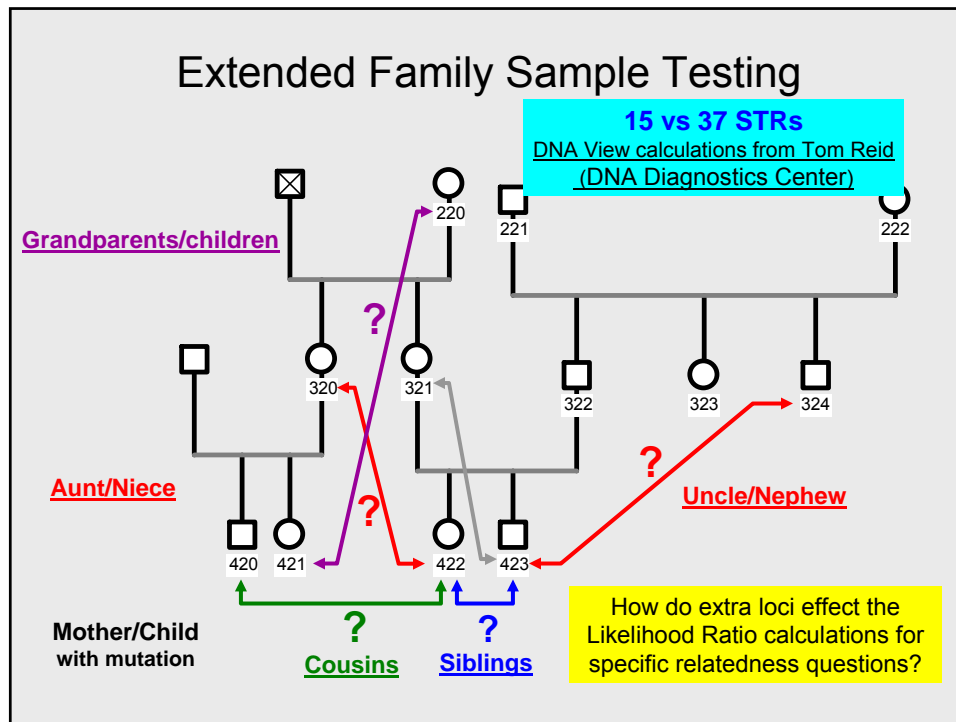 Extended Family Sample Testing
15 vs 37 STRs
DNA View calculations from Tom Reid
(DNA Diagnostics Center)
220
221
222
Grandparents/children
?
320
321
322
323
324
Aunt/Niece
?
?
Uncle/Nephew
420
421
422
423
Mother/Child
with mutation
?
Cousins
?
Siblings
How do extra loci effect the
Likelihood Ratio calculations for
specific relatedness questions?